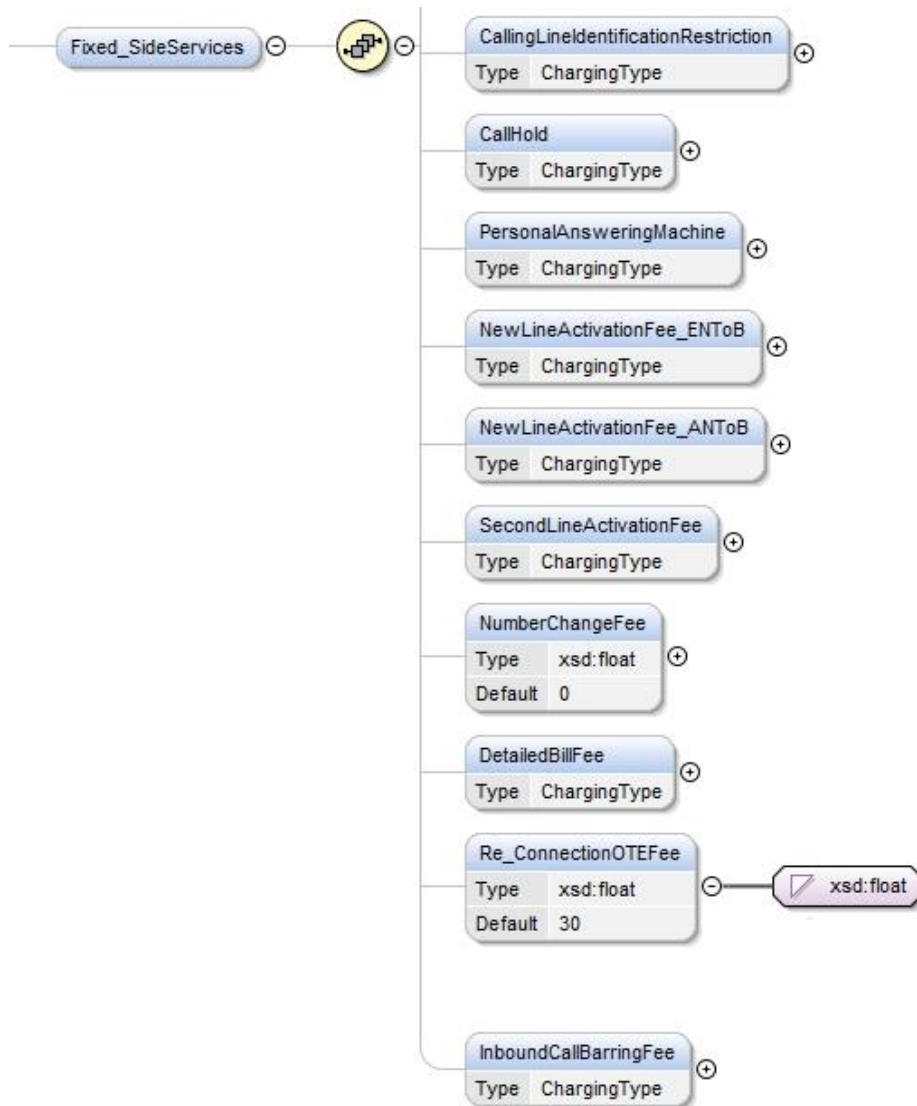 Fixed_SideServices
CallingLineIdentificationRestriction
Type ChargingType
CallHold
Type ChargingType
PersonalAnsweringMachine
Type ChargingType
NewLineActivationFee_ENToB
Type ChargingType
NewLineActivationFee_ANToB
Type ChargingType
SecondLineActivationFee
Type ChargingType
NumberChangeFee
Type xsd:float
Default 0
DetailedBillFee
Type ChargingType
Re_ConnectionOTEFee
Type xsd:float
Default 30
xsd:float
InboundCallBarringFee
Type ChargingType